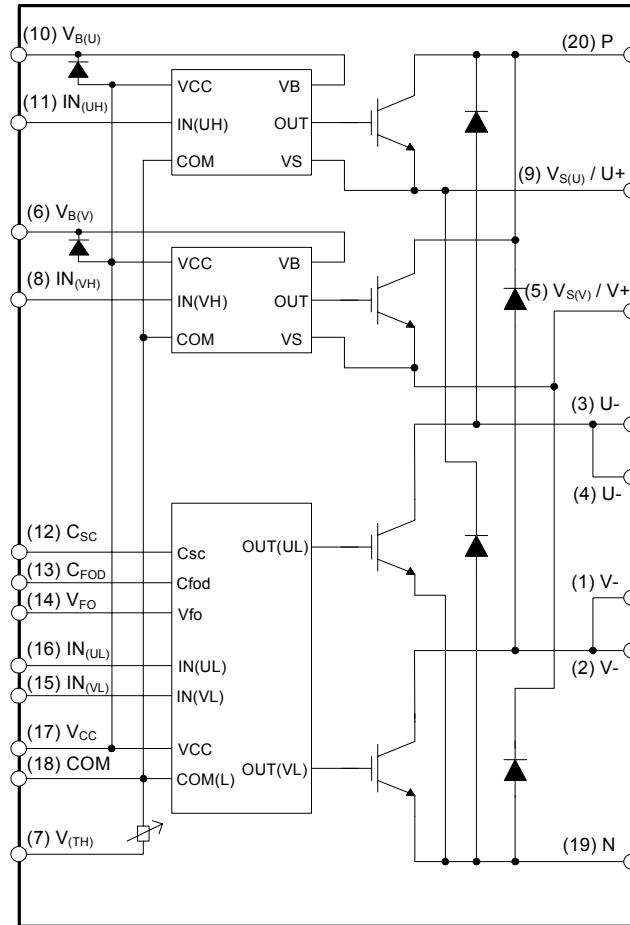 (10) VB(U)
(20) P
VCC
VB
(11) IN(UH)
IN(UH)
OUT
COM
VS
(9) VS(U) / U+
(6) VB(V)
VCC
VB
(8) IN(VH)
IN(VH)
OUT
(5) VS(V) / V+
COM
VS
(3) U-
(4) U-
(12) CSC
Csc
OUT(UL)
(13) CFOD
Cfod
(14) VFO
Vfo
(1) V-
(16) IN(UL)
IN(UL)
(15) IN(VL)
IN(VL)
(2) V-
(17) VCC
VCC
(18) COM
COM(L)
OUT(VL)
(7) V(TH)
(19) N